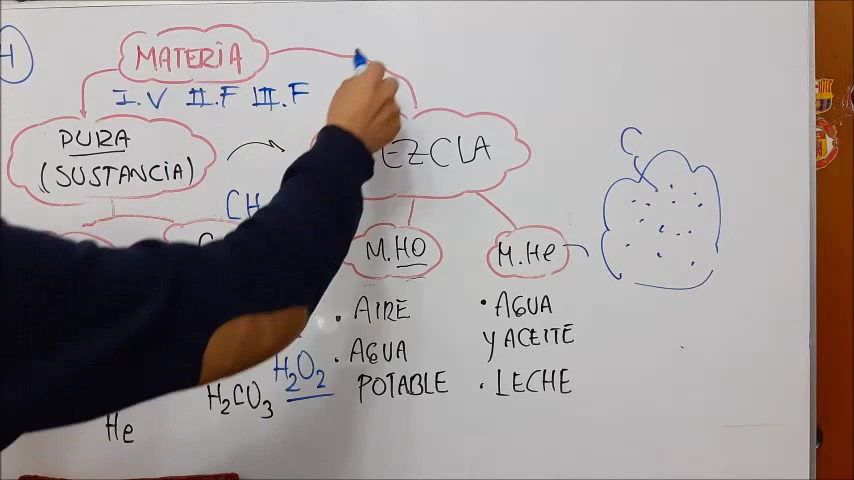 H
MATERIA
I.V II.F III.F
PURA
(SUSTANCIA)
EZCLA
C
CH
M.HO
M.He
. AIRE
. AGUA
POTABLE
. AGUA
Y ACEITE
. LECHE
H₂O₂
H₂CO₃
He